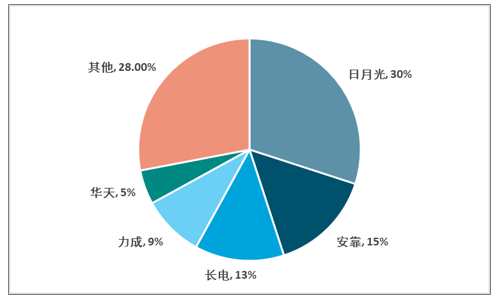 其他, 28.00%
日月光, 30%
华天, 5%
力成, 9%
安靠, 15%
长电, 13%